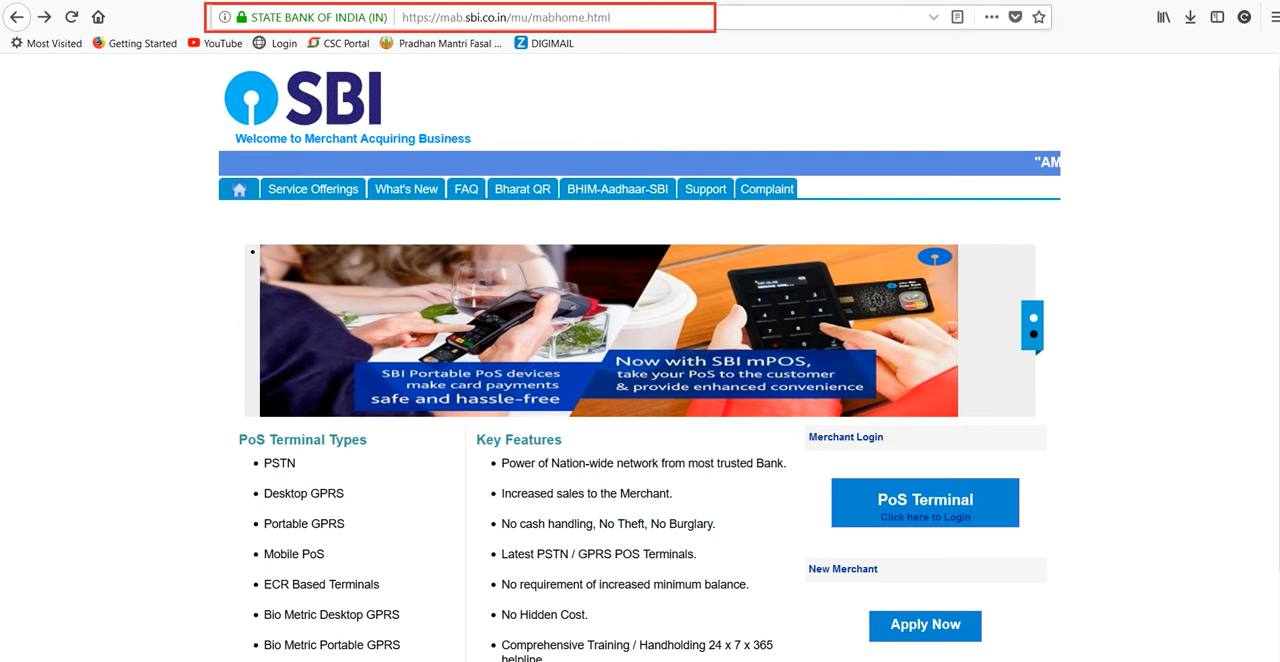 STATE BANK OF INDIA (IN) https://mab.sbi.co.in/mu/mabhome.html
Most Visited Getting Started YouTube Login CSC Portal Pradhan Mantri Fasal ... DIGIMAIL
SBI
Welcome to Merchant Acquiring Business
"AM
Service Offerings What's New FAQ Bharat QR BHIM-Aadhaar-SBI Support Complaint
SBI Portable PoS devices
make card payments
safe and hassle-free
Now with SBI mPOS,
take your PoS to the customer
& provide enhanced convenience
PoS Terminal Types
• PSTN
• Desktop GPRS
• Portable GPRS
• Mobile PoS
• ECR Based Terminals
• Bio Metric Desktop GPRS
• Bio Metric Portable GPRS
Key Features
• Power of Nation-wide network from most trusted Bank.
• Increased sales to the Merchant.
• No cash handling, No Theft, No Burglary.
• Latest PSTN / GPRS POS Terminals.
• No requirement of increased minimum balance.
• No Hidden Cost.
• Comprehensive Training / Handholding 24 x 7 x 365
helpline
Merchant Login
PoS Terminal
Click here to Login
New Merchant
Apply Now